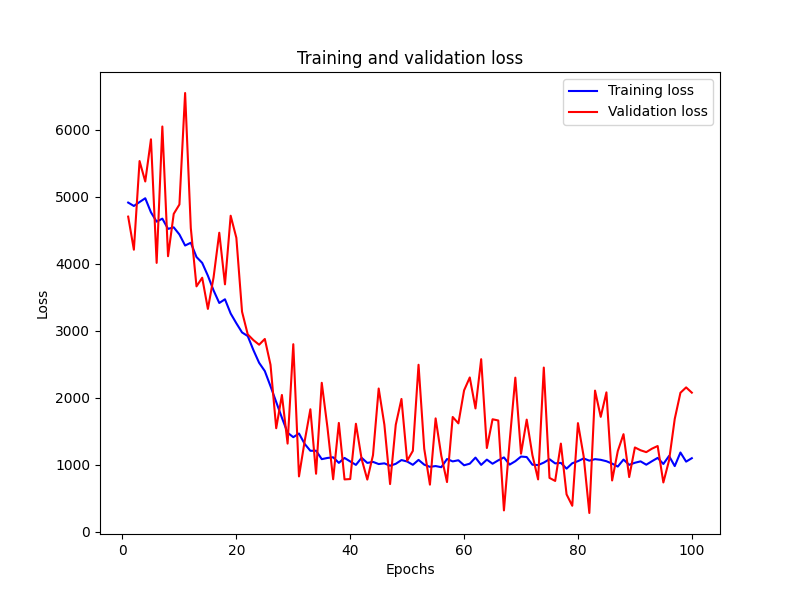 Training and validation loss
Training loss
Validation loss
6000
5000
4000
3000
2000
1000
0
Loss
0 20 40 60 80 100
Epochs